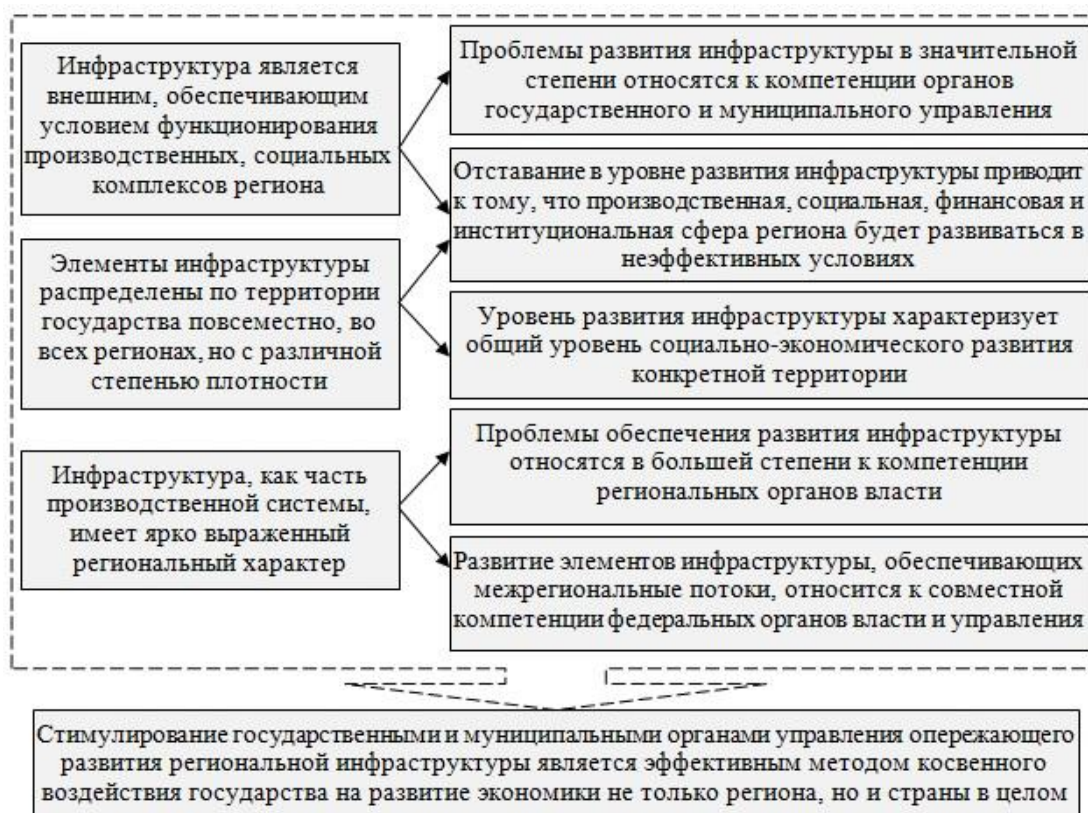 Инфраструктура является
внешним, обеспечивающим
условием функционирования
производственных, социальных
комплексов региона
Проблемы развития инфраструктуры в значительной
степени относятся к компетенции органов
государственного и муниципального управления
Отставание в уровне развития инфраструктуры приводит
к тому, что производственная, социальная, финансовая и
институциональная сфера региона будет развиваться в
неэффективных условиях
Элементы инфраструктуры
распределены по территории
государства повсеместно, во
всех регионах, но с различной
степенью плотности
Уровень развития инфраструктуры характеризует
общий уровень социально-экономического развития
конкретной территории
Инфраструктура, как часть
производственной системы,
имеет ярко выраженный
региональный характер
Проблемы обеспечения развития инфраструктуры
относятся в большей степени к компетенции
региональных органов власти
Развитие элементов инфраструктуры, обеспечивающих
межрегиональные потоки, относится к совместной
компетенции федеральных органов власти и управления
Стимулирование государственными и муниципальными органами управления опережающего
развития региональной инфраструктуры является эффективным методом косвенного
воздействия государства на развитие экономики не только региона, но и страны в целом